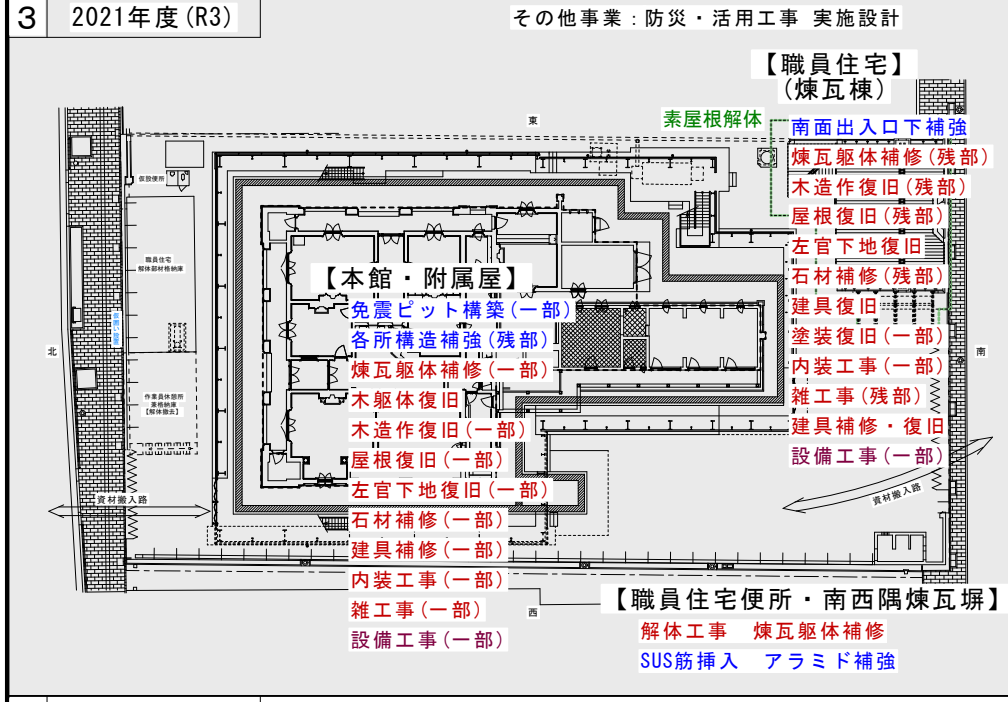 3 2021年度(R3)
その他事業：防災・活用工事 実施設計
【職員住宅】
(煉瓦棟)
素屋根解体
南面出入口下補強
煉瓦躯体補修(残部)
木造作復旧(残部)
屋根復旧(残部)
左官下地復旧
石材補修(残部)
建具復旧
塗装復旧(一部)
内装工事(一部)
雑工事(残部)
建具補修・復旧
設備工事(一部)
東
仮設便所
職員住宅
解体部材格納庫
北
南
作業員休憩所
兼格納庫
【解体撤去】
【本館・附属屋】
免震ピット構築(一部)
各所構造補強(残部)
煉瓦躯体補修(一部)
木躯体復旧
木造作復旧(一部)
屋根復旧(一部)
左官下地復旧(一部)
石材補修(一部)
建具補修(一部)
内装工事(一部)
雑工事(一部)
設備工事(一部)
資材搬入路
資材搬入路
西
【職員住宅便所・南西隅煉瓦塀】
解体工事 煉瓦躯体補修
SUS筋挿入 アラミド補強